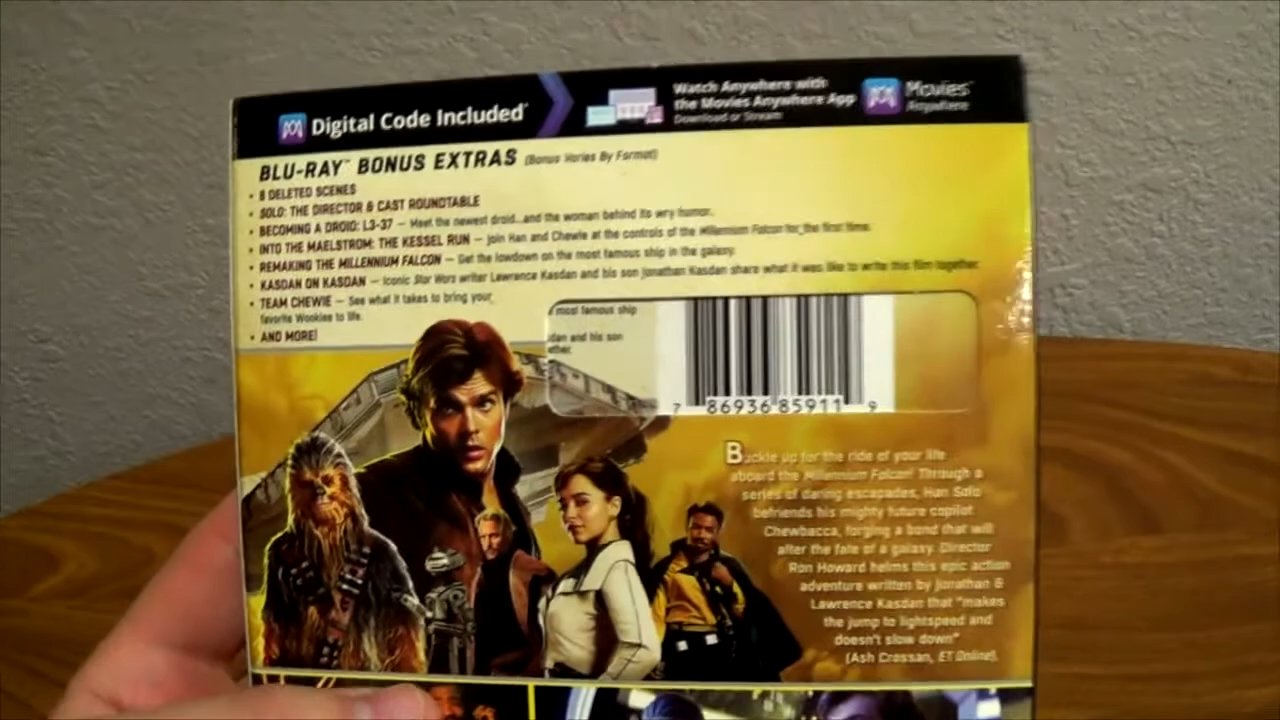 Digital Code Included
Watch Anywhere with
the Movies Anywhere App
Download or Stream
Movies
Anywhere
BLU-RAY™ BONUS EXTRAS (Bonus Varies By Format)
• 8 DELETED SCENES
• SOLO: THE DIRECTOR & CAST ROUNDTABLE
• BECOMING A DROID: L3-37 — Meet the newest droid...and the woman behind its wry humor.
• INTO THE MAELSTROM: THE KESSEL RUN — Join Han and Chewie at the controls of the Millennium Falcon for the first time.
• REMAKING THE MILLENNIUM FALCON — Get the lowdown on the most famous ship in the galaxy.
• KASDAN ON KASDAN — Iconic Star Wars writer Lawrence Kasdan and his son Jonathan Kasdan share what it was like to write this film together.
• TEAM CHEWIE — See what it takes to bring your
favorite Wookiee to life.
• AND MORE!
most famous ship
dan and his son
ether.
7 86936 85911 9
Buckle up for the ride of your life
aboard the Millennium Falcon! Through a
series of daring escapades, Han Solo
befriends his mighty future copilot
Chewbacca, forging a bond that will
alter the fate of a galaxy. Director
Ron Howard helms this epic action
adventure written by Jonathan &
Lawrence Kasdan that "makes
the jump to lightspeed and
doesn't slow down"
(Ash Crossan, ET Online).